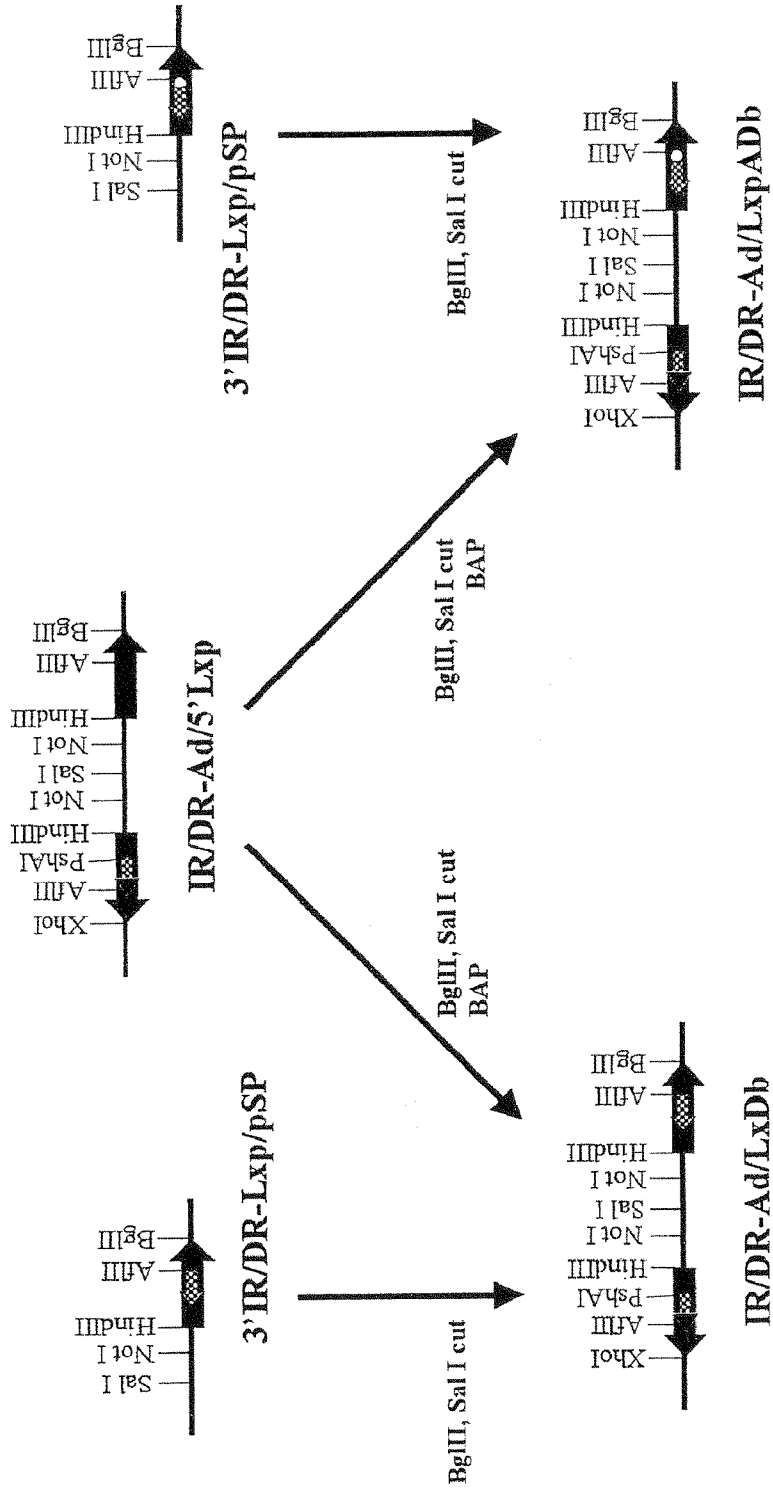 Sal I
Not I
HindIII
AflII
BglII
3' IR/DR-Lxp/pSP
XhoI
AflII
PshAI
HindIII
Not I
Sal I
Not I
HindIII
AflII
BglII
IR/DR-Ad/5' Lxp
Sal I
Not I
HindIII
AflII
BglII
3' IR/DR-Lxp/pSP
BglII, Sal I cut
BglII, Sal I cut
BAP
BglII, Sal I cut
BAP
BglII, Sal I cut
XhoI
AflII
PshAI
HindIII
Not I
Sal I
Not I
HindIII
AflII
BglII
IR/DR-Ad/LxDb
XhoI
AflII
PshAI
HindIII
Not I
Sal I
Not I
HindIII
AflII
BglII
IR/DR-Ad/LxpADb